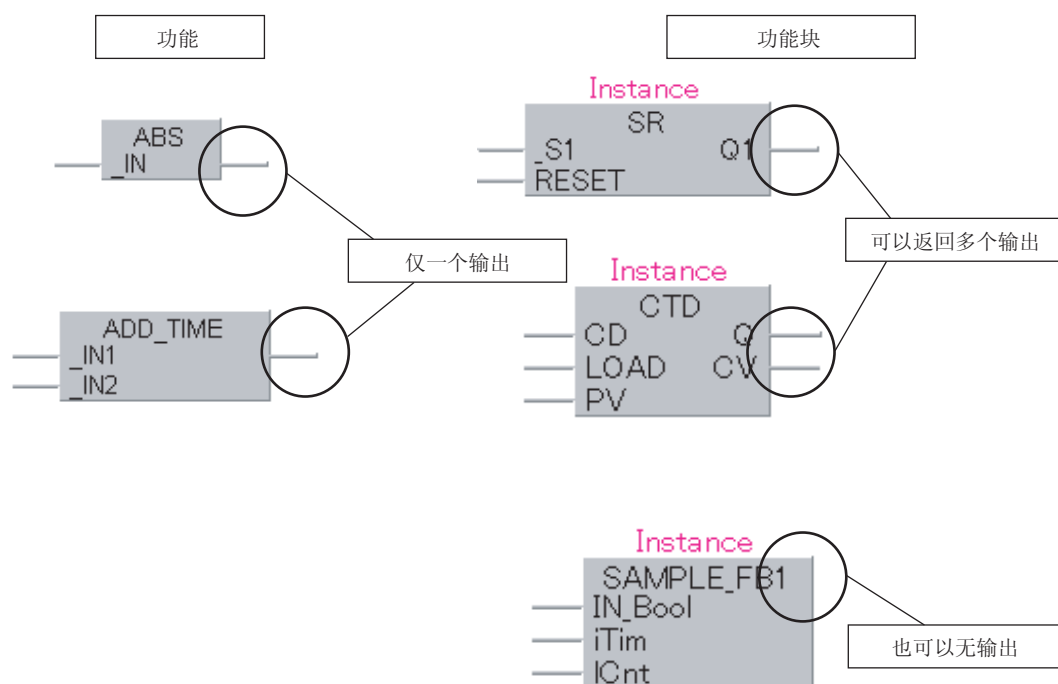 功能
功能块
ABS
_IN
仅一个输出
ADD_TIME
_IN1
_IN2
Instance
SR
_S1 Q1
RESET
可以返回多个输出
Instance
CTD
CD Q
LOAD CV
PV
Instance
SAMPLE_FB1
IN_Bool
iTim
ICnt
也可以无输出